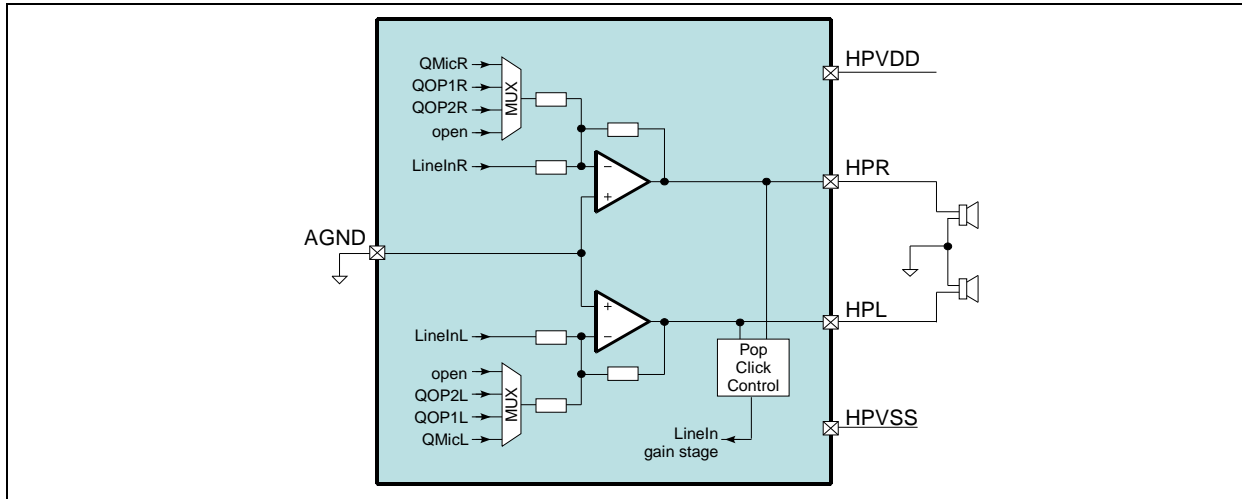 HPVDD
QMicR
QOP1R
QOP2R
open
MUX
LineInR
−
+
HPR
AGND
+
−
HPL
LineInL
open
QOP2L
QOP1L
QMicL
MUX
Pop
Click
Control
LineIn
gain stage
HPVSS